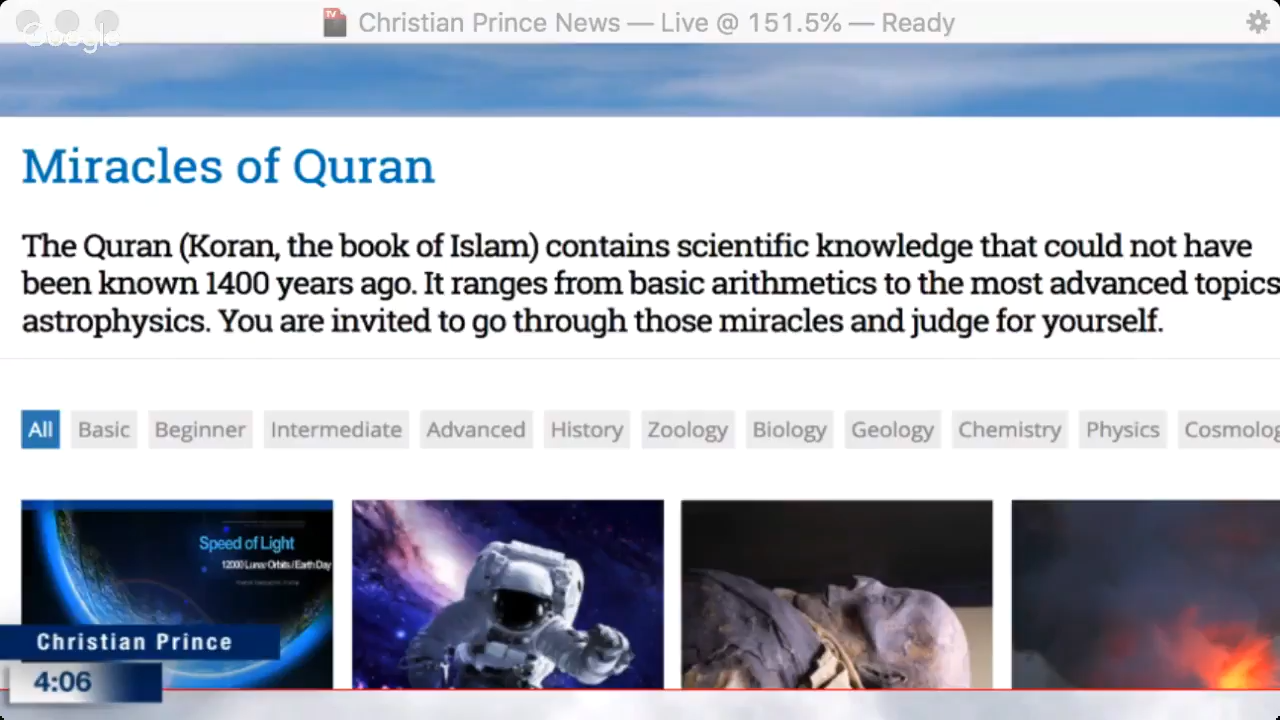 Christian Prince News — Live @ 151.5% — Ready
Google
Miracles of Quran
The Quran (Koran, the book of Islam) contains scientific knowledge that could not have
been known 1400 years ago. It ranges from basic arithmetics to the most advanced topics
astrophysics. You are invited to go through those miracles and judge for yourself.
All Basic Beginner Intermediate Advanced History Zoology Biology Geology Chemistry Physics Cosmolog
Speed of Light
12000 Lunar Orbits / Earth Day
Christian Prince
4:06